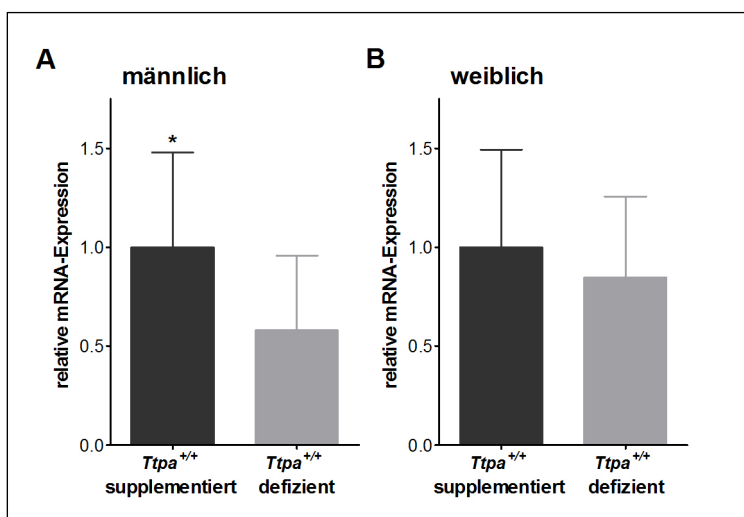 A
männlich
relative mRNA-Expression
1.5
1.0
0.5
0.0
*
Ttpa+/+
supplementiert
Ttpa+/+
defizient
B
weiblich
relative mRNA-Expression
1.5
1.0
0.5
0.0
Ttpa+/+
supplementiert
Ttpa+/+
defizient